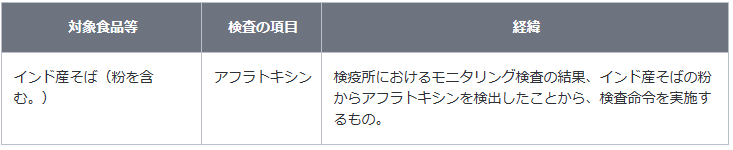 対象食品等 検査の項目 経緯
インド産そば（粉を含 アフラトキシン 検疫所におけるモニタリング検査の結果、インド産そばの粉
む。） からアフラトキシンを検出したことから、検査命令を実施す
るもの。